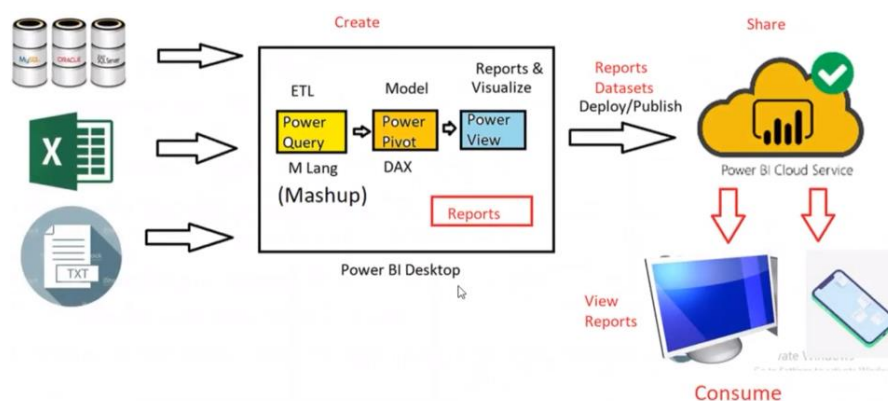 Create
Share
MySQL
ORACLE
SQL Server
X
TXT
ETL
Model
Reports &
Visualize
Power
Query
Power
Pivot
Power
View
M Lang
DAX
(Mashup)
Reports
Power BI Desktop
Reports
Datasets
Deploy/Publish
Power BI Cloud Service
View
Reports
Consume